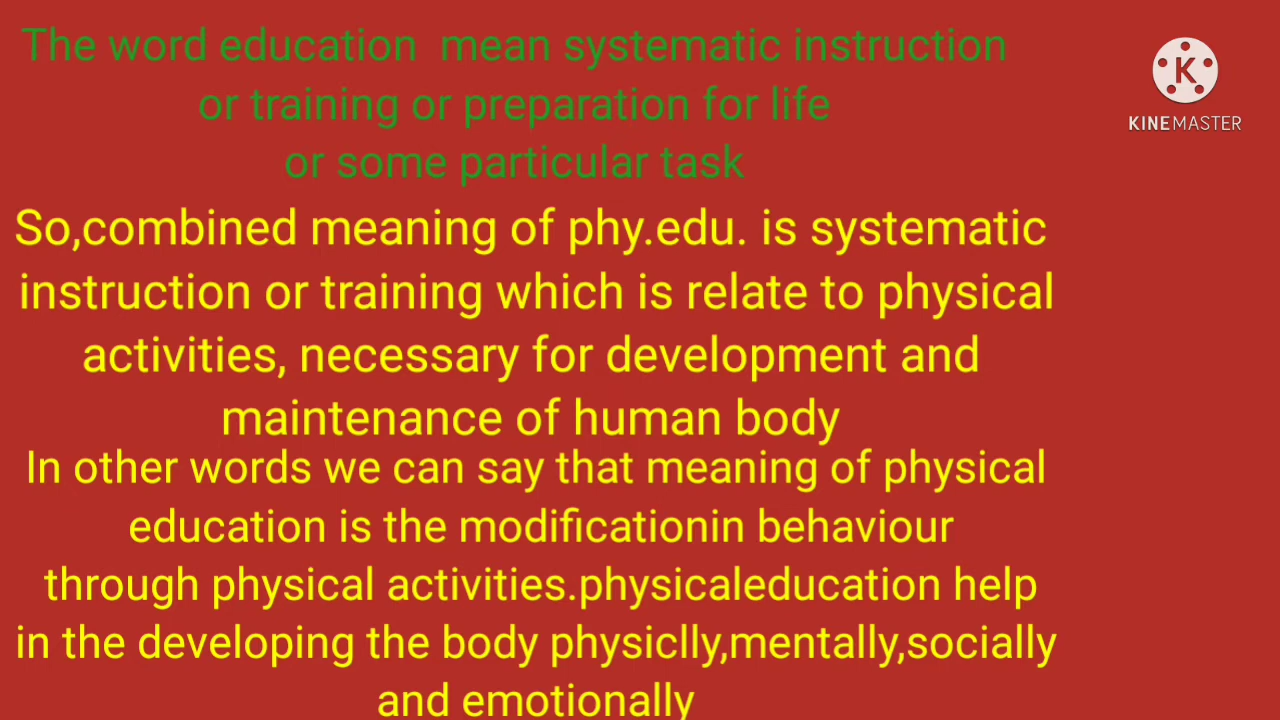 The word education  mean systematic instruction
or training or preparation for life
or some particular task
So,combined meaning of phy.edu. is systematic
instruction or training which is relate to physical
activities, necessary for development and
maintenance of human body
In other words we can say that meaning of physical
education is the modificationin behaviour
through physical activities.physicaleducation help
in the developing the body physiclly,mentally,socially
and emotionally
K
KINEMASTER